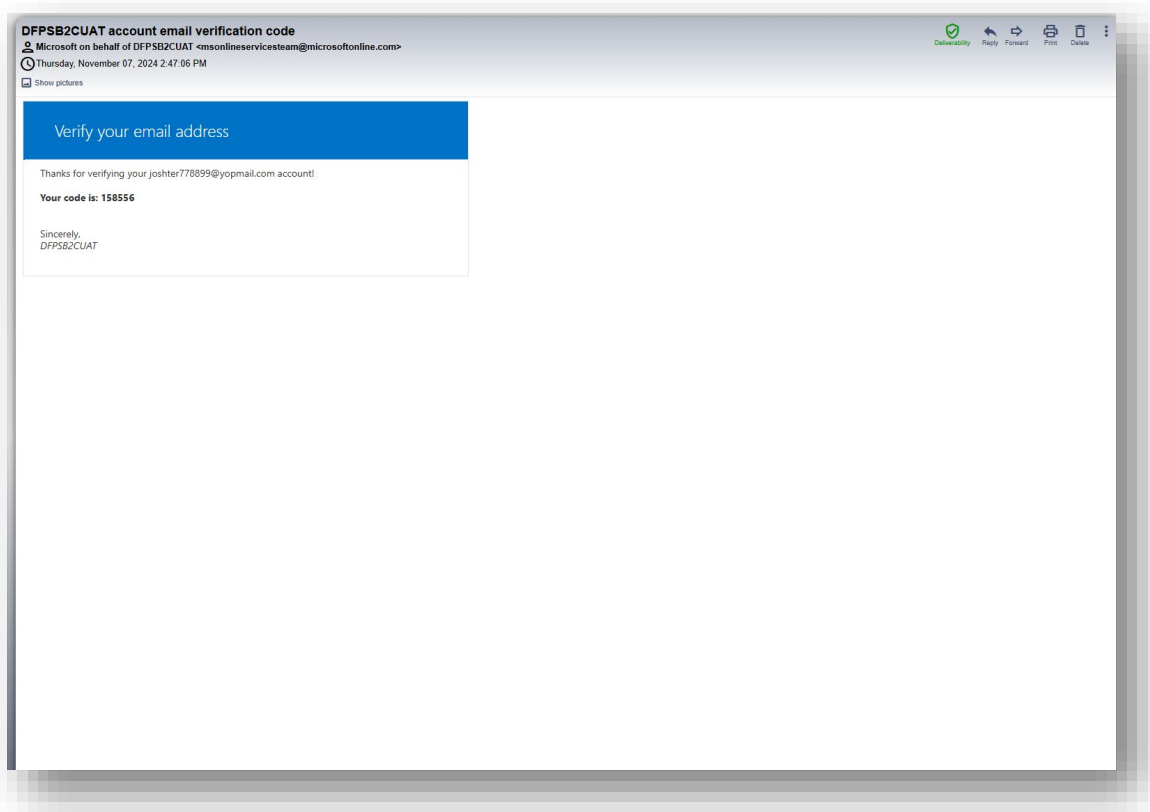 DFPSB2CUAT account email verification code
Microsoft on behalf of DFPSB2CUAT <msonlineservicesteam@microsoftonline.com>
Thursday, November 07, 2024 2:47:06 PM
Show pictures
Deliverability Reply Forward Print Delete
Verify your email address
Thanks for verifying your joshter778899@yopmail.com account!
Your code is: 158556
Sincerely,
DFPSB2CUAT